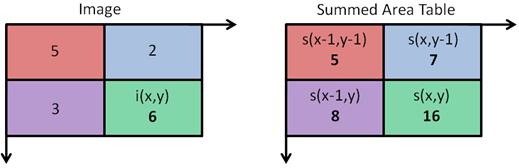 Image
5
2
3
i(x,y)
6
Summed Area Table
s(x-1,y-1)
5
s(x,y-1)
7
s(x-1,y)
8
s(x,y)
16